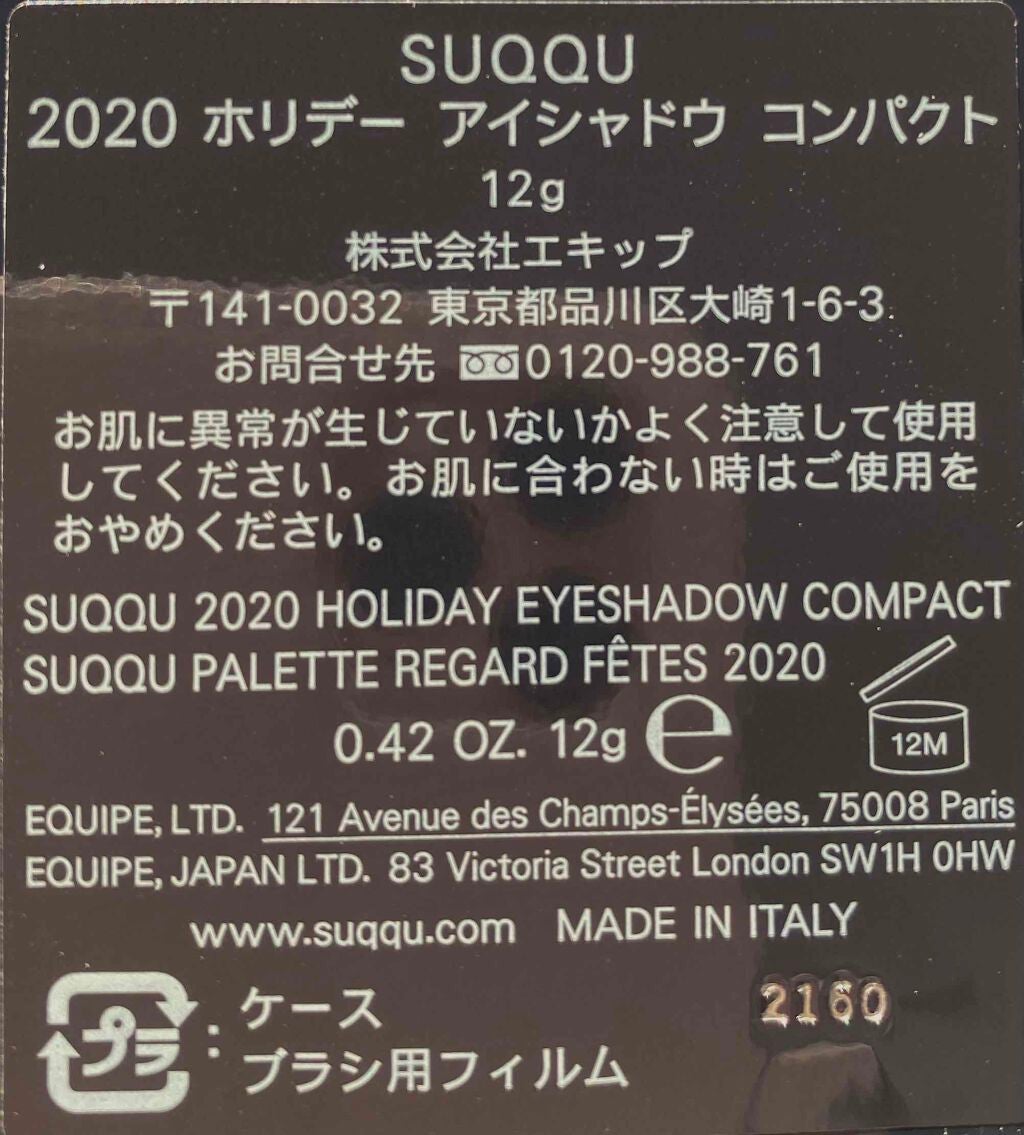 SUQQU
2020 ホリデー アイシャドウ コンパクト
12g
株式会社エキップ
〒141-0032 東京都品川区大崎1-6-3
お問合せ先 0120-988-761
お肌に異常が生じていないかよく注意して使用
してください。お肌に合わない時はご使用を
おやめください。
SUQQU 2020 HOLIDAY EYESHADOW COMPACT
SUQQU PALETTE REGARD FÊTES 2020
0.42 OZ. 12g ℮
12M
EQUIPE, LTD. 121 Avenue des Champs-Élysées, 75008 Paris
EQUIPE, JAPAN LTD. 83 Victoria Street London SW1H 0HW
www.suqqu.com MADE IN ITALY
2160
プラ : ケース
ブラシ用フィルム